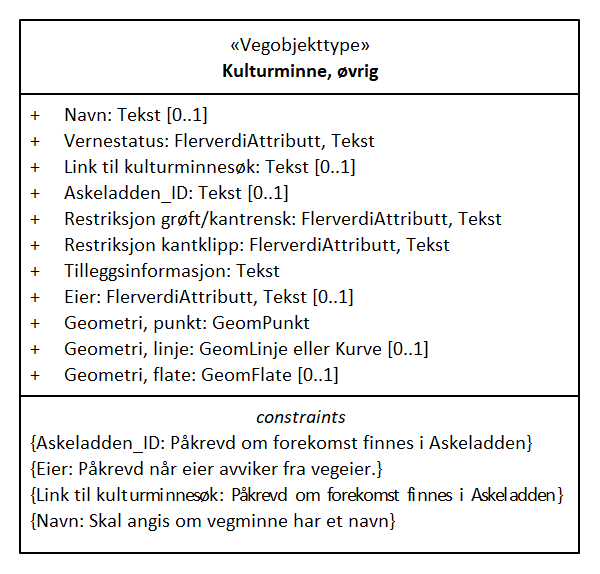 «Vegobjekttype»
Kulturminne, øvrig
+ Navn: Tekst [0..1]
+ Vernestatus: FlerverdiAttributt, Tekst
+ Link til kulturminnesøk: Tekst [0..1]
+ Askeladden_ID: Tekst [0..1]
+ Restriksjon grøft/kantrensk: FlerverdiAttributt, Tekst
+ Restriksjon kantklipp: FlerverdiAttributt, Tekst
+ Tilleggsinformasjon: Tekst
+ Eier: FlerverdiAttributt, Tekst [0..1]
+ Geometri, punkt: GeomPunkt
+ Geometri, linje: GeomLinje eller Kurve [0..1]
+ Geometri, flate: GeomFlate [0..1]
constraints
{Askeladden_ID: Påkrevd om forekomst finnes i Askeladden}
{Eier: Påkrevd når eier avviker fra vegeier.}
{Link til kulturminnesøk: Påkrevd om forekomst finnes i Askeladden}
{Navn: Skal angis om vegminne har et navn}